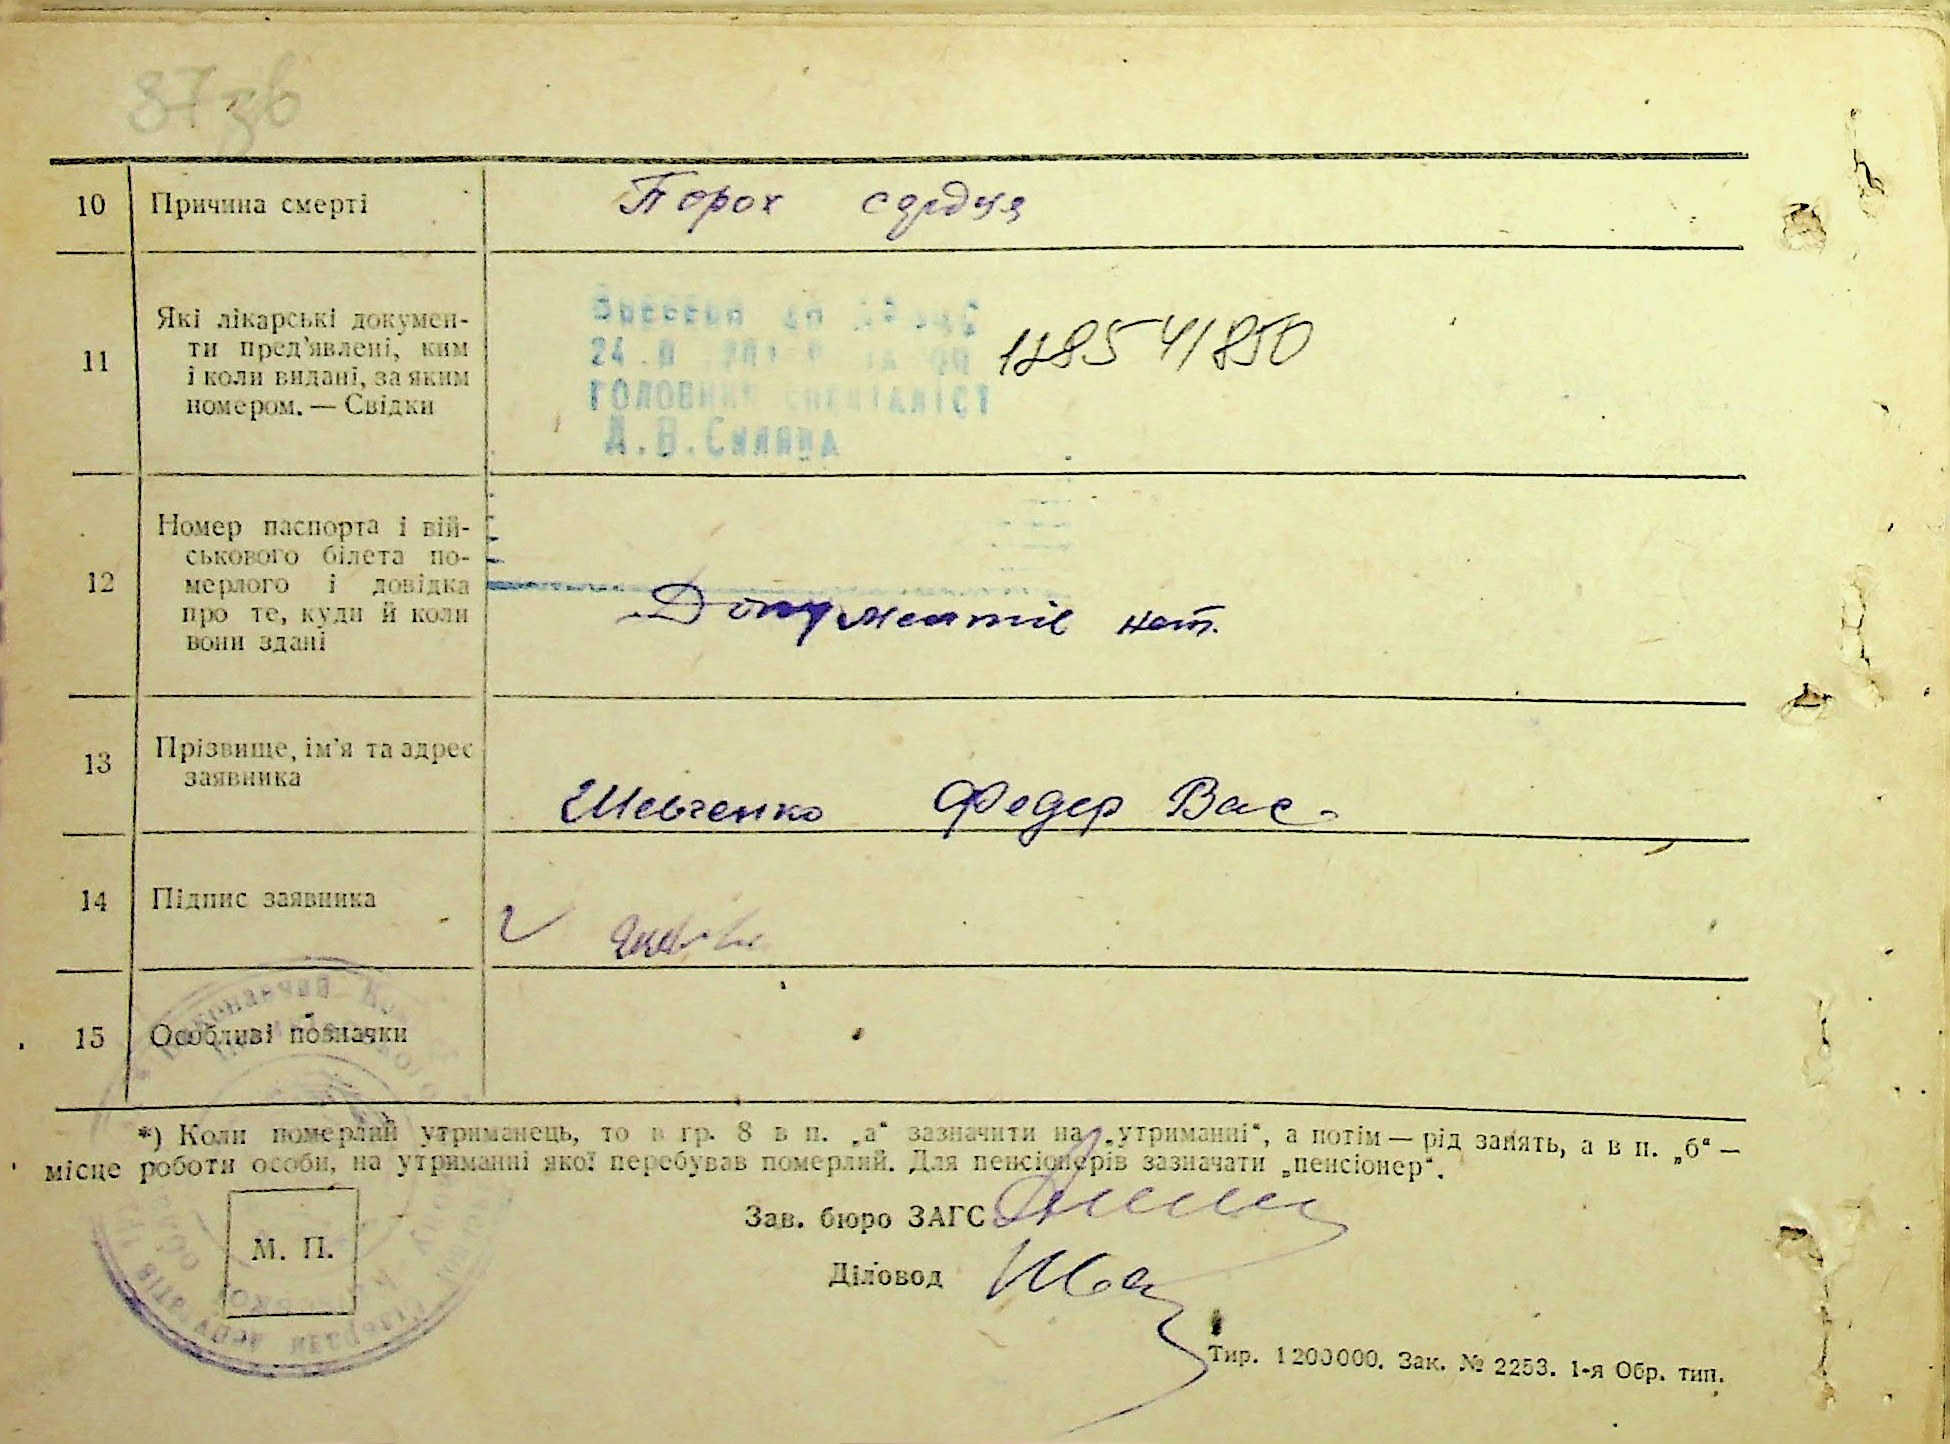 87зв
10 Причина смерті Порок сердця
11 Які лікарські докумен-
ти пред'явлені, ким
і коли видані, за яким
номером. — Свідки
24
ГОЛОВНИЙ СПЕЦІАЛІСТ
Д.В.
12 Номер паспорта і вій-
ськового білета по-
мерлого і довідка
про те, куди й коли
вони здані
Документів нет.
13 Прізвище, ім'я та адрес
заявника
Шевченко Федер Вас.
14 Підпис заявника
15 Особливі позначки
*) Коли померлий утриманець, то в гр. 8 в п. „а“ зазначити на „утриманні“, а потім — рід занять, а в п. „б“ —
місце роботи особи, на утриманні якої перебував померлий. Для пенсіонерів зазначати „пенсіонер“.
Зав. бюро ЗАГС
М. П.
Діловод
Тир. 1200000. Зак. № 2253. 1-я Обр. тип.